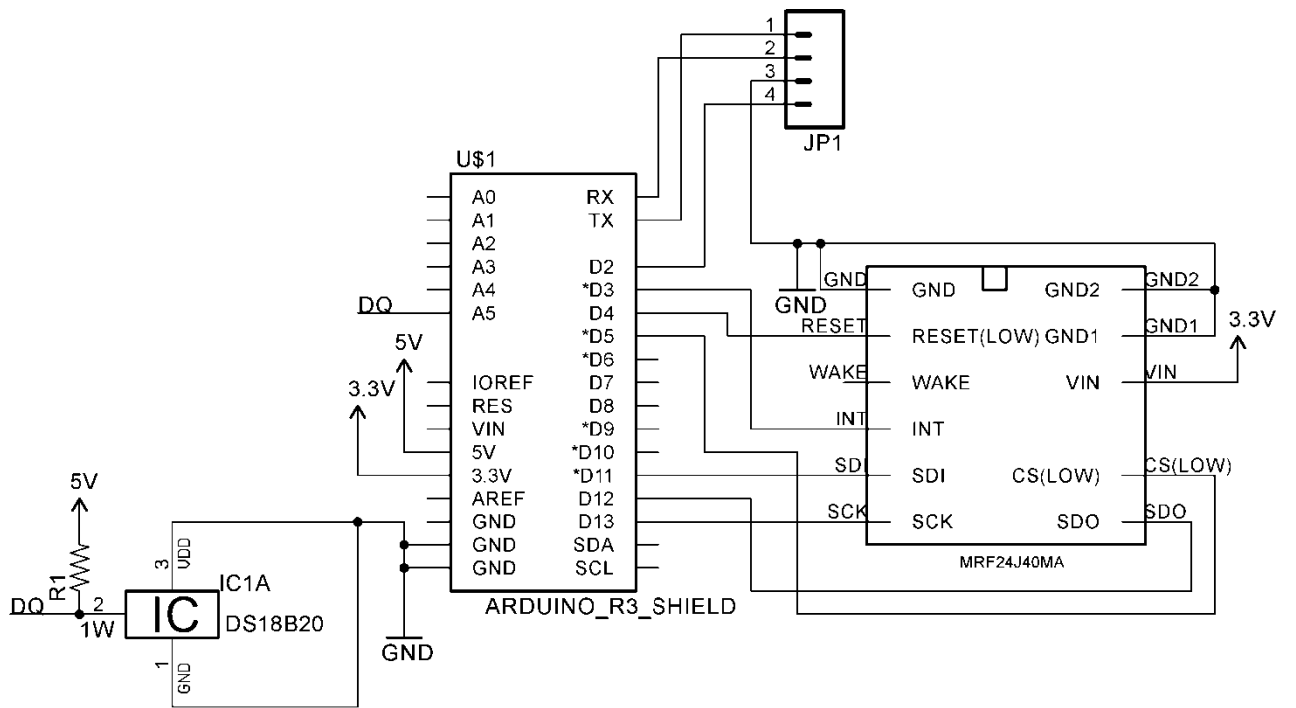 1
2
3
4
JP1
U$1
A0 RX
A1 TX
A2
A3 D2
A4 *D3
DQ A5 D4
*D5
*D6
IOREF D7
RES D8
VIN *D9
5V *D10
3.3V *D11
AREF D12
GND D13
GND SDA
GND SCL
ARDUINO_R3_SHIELD
5V
3.3V
GND
GND
GND GND GND2 GND2
RESET RESET(LOW) GND1 GND1
WAKE WAKE VIN VIN
3.3V
INT INT
SDI SDI CS(LOW) CS(LOW)
SCK SCK SDO SDO
MRF24J40MA
5V
R1
3 VDD
IC1A
DQ 2 IC
1W
DS18B20
1 GND